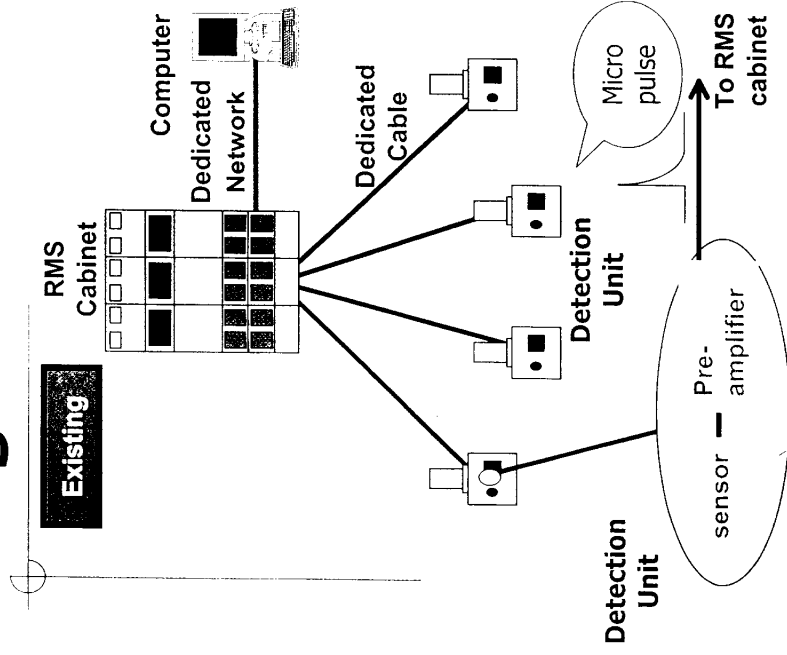 Existing
RMS
Cabinet
Computer
Dedicated
Network
Dedicated
Cable
Detection
Unit
Micro
pulse
To RMS
cabinet
Detection
Unit
sensor — Pre-
amplifier